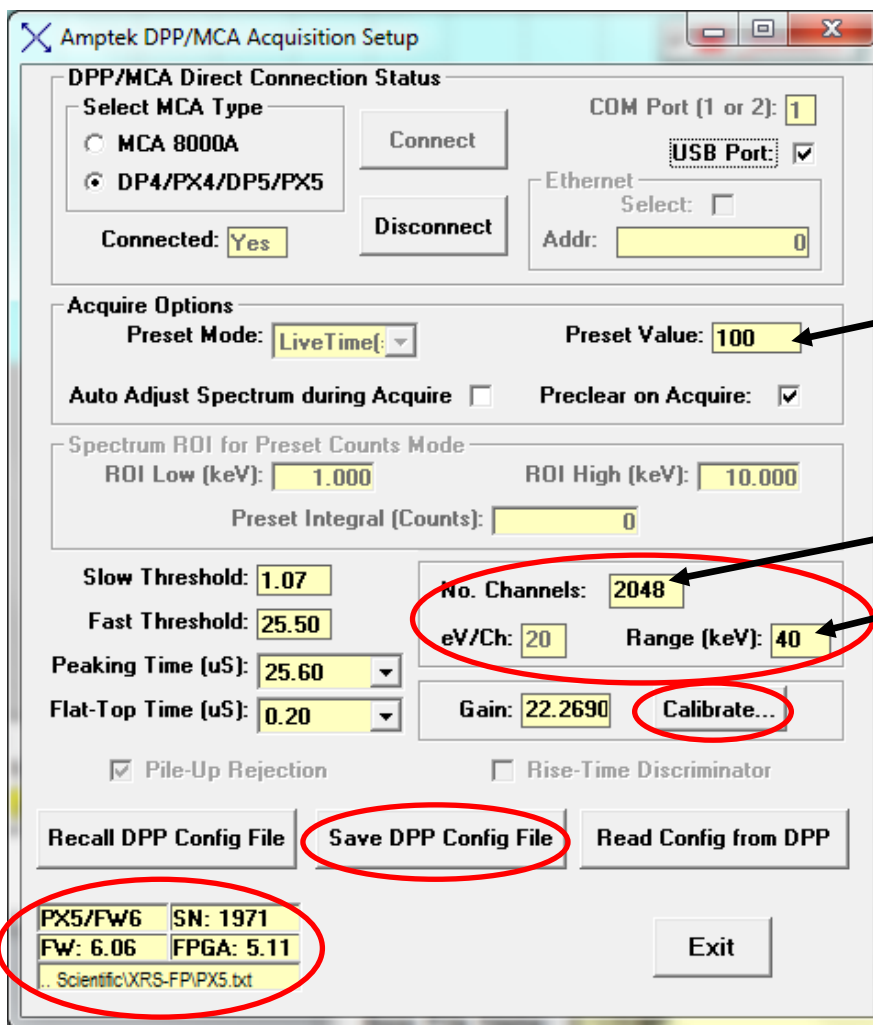 Amptek DPP/MCA Acquisition Setup
DPP/MCA Direct Connection Status
Select MCA Type
MCA 8000A
DP4/PX4/DP5/PX5
Connected: Yes
Connect
Disconnect
COM Port (1 or 2): 1
USB Port:
Ethernet
Select:
Addr: 0
Acquire Options
Preset Mode: LiveTime(
Preset Value: 100
Auto Adjust Spectrum during Acquire
Preclear on Acquire:
Spectrum ROI for Preset Counts Mode
ROI Low (keV): 1.000
ROI High (keV): 10.000
Preset Integral (Counts): 0
Slow Threshold: 1.07
Fast Threshold: 25.50
Peaking Time (uS): 25.60
Flat-Top Time (uS): 0.20
No. Channels: 2048
eV/Ch: 20
Range (keV): 40
Gain: 22.2690
Calibrate...
Pile-Up Rejection
Rise-Time Discriminator
Recall DPP Config File
Save DPP Config File
Read Config from DPP
PX5/FW6
SN: 1971
FW: 6.06
FPGA: 5.11
.. Scientific\XRS-FP\PX5.txt
Exit